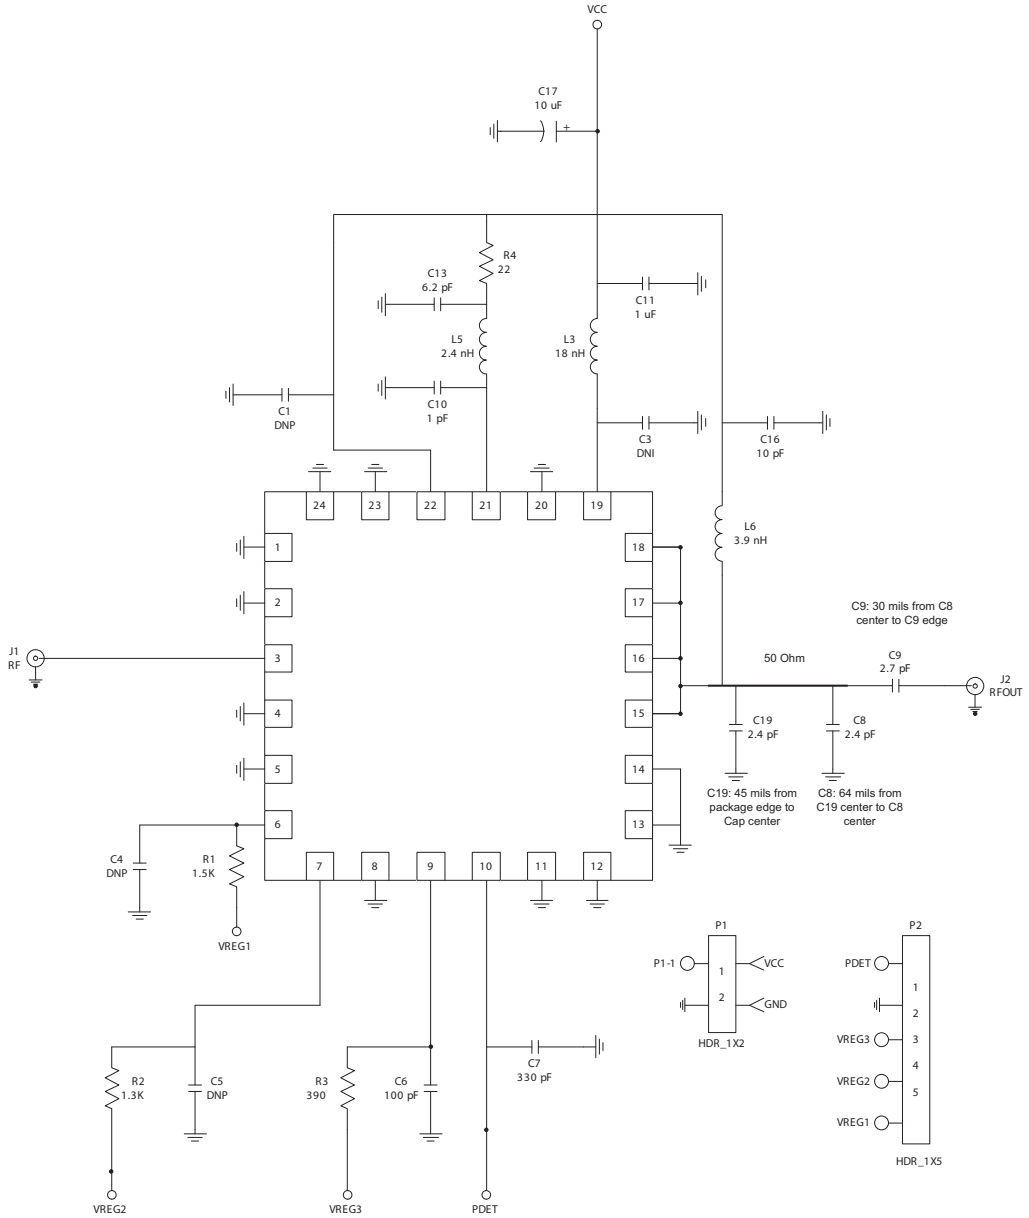 VCC
C17
10 uF
+
R4
22
C13
6.2 pF
C11
1 uF
L5
2.4 nH
L3
18 nH
C10
1 pF
C1
DNP
C3
DNI
C16
10 pF
24
23
22
21
20
19
L6
3.9 nH
1
18
2
17
C9: 30 mils from C8
center to C9 edge
J1
RF
3
16
50 Ohm
C9
2.7 pF
J2
RFOUT
4
15
C19
2.4 pF
C8
2.4 pF
5
14
C19: 45 mils from
package edge to
Cap center
C8: 64 mils from
C19 center to C8
center
6
13
C4
DNP
R1
1.5K
7
8
9
10
11
12
VREG1
P1
P2
P1-1
1
VCC
2
GND
HDR_1X2
PDET
1
2
VREG3
3
4
VREG2
5
VREG1
HDR_1X5
C7
330 pF
R2
1.3K
C5
DNP
R3
390
C6
100 pF
VREG2
VREG3
PDET